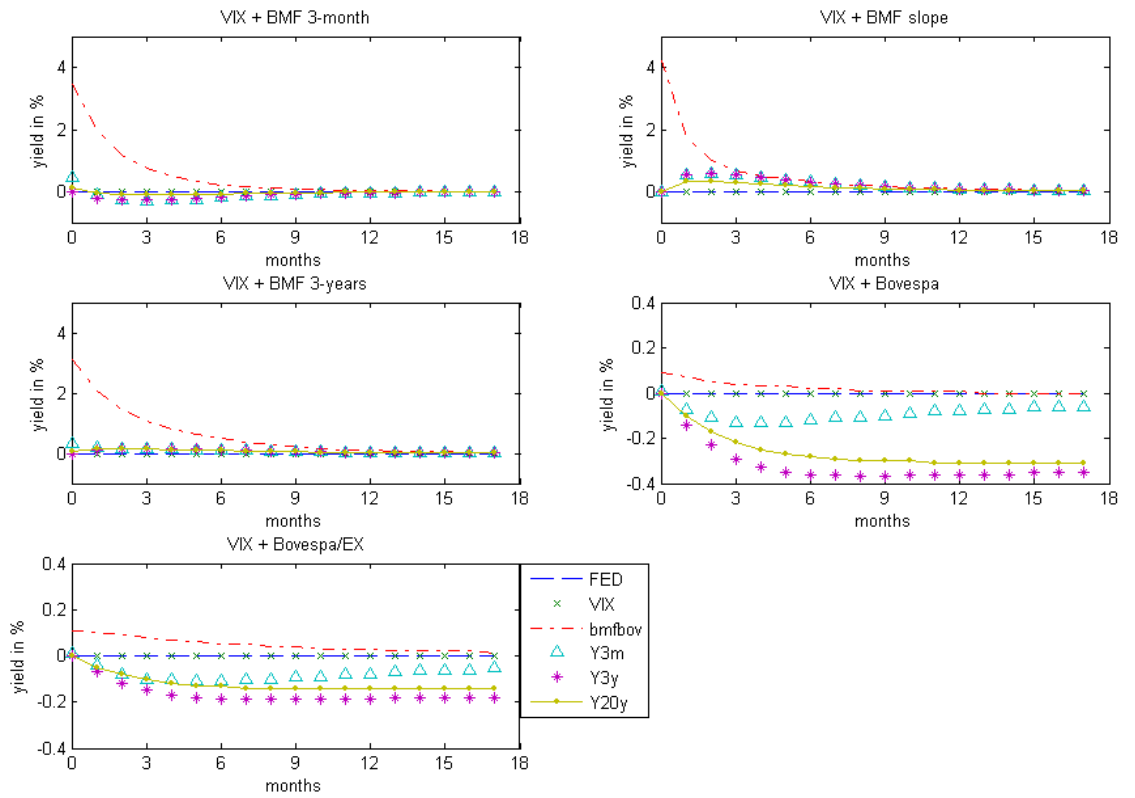 VIX + BMF 3-month
yield in %
4
2
0
0 3 6 9 12 15 18
months
VIX + BMF slope
yield in %
4
2
0
0 3 6 9 12 15 18
months
VIX + BMF 3-years
yield in %
4
2
0
0 3 6 9 12 15 18
months
VIX + Bovespa
yield in %
0.4
0.2
0
-0.2
-0.4
0 3 6 9 12 15 18
months
VIX + Bovespa/EX
yield in %
0.4
0.2
0
-0.2
-0.4
0 3 6 9 12 15 18
months
FED
VIX
bmfbov
Y3m
Y3y
Y20y